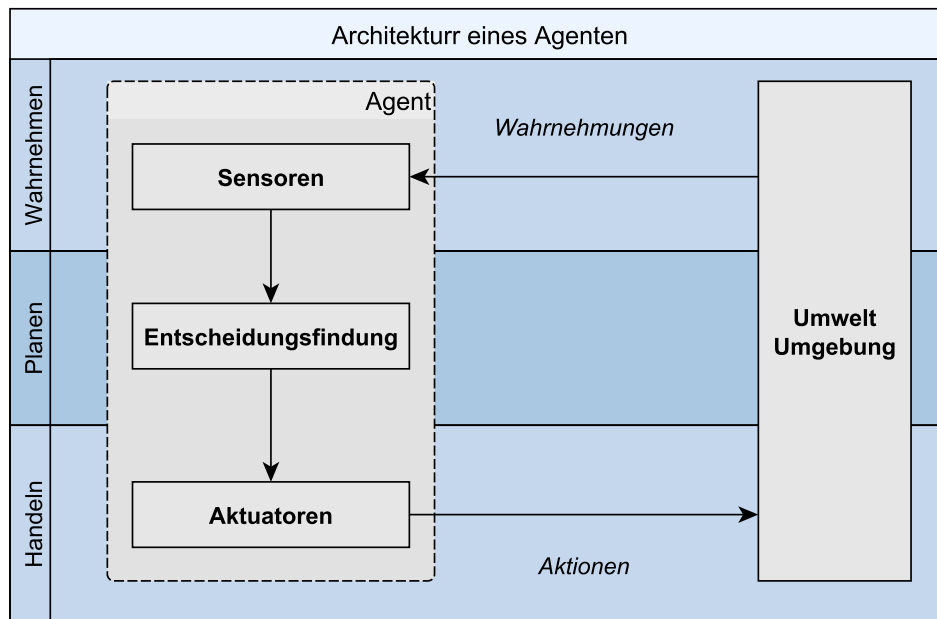 Architekturr eines Agenten
Wahrnehmen
Agent
Wahrnehmungen
Sensoren
Planen
Entscheidungsfindung
Umwelt
Umgebung
Handeln
Aktuatoren
Aktionen